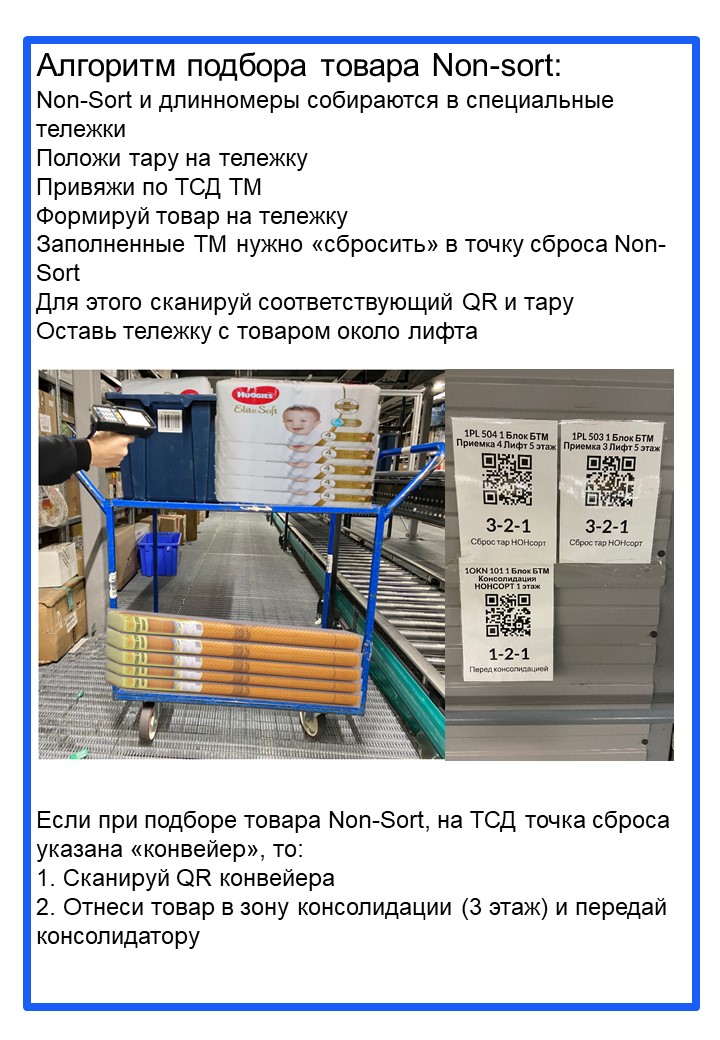 Алгоритм подбора товара Non-sort:
Non-Sort и длинномеры собираются в специальные
тележки
Положи тару на тележку
Привяжи по ТСД ТМ
Формируй товар на тележку
Заполненные ТМ нужно «сбросить» в точку сброса Non-
Sort
Для этого сканируй соответствующий QR и тару
Оставь тележку с товаром около лифта
HUGGIES
Elite Soft
4
4
4
4
4
1PL 504 1 Блок БТМ
Приемка 4 Лифт 5 этаж
3-2-1
Сброс тар НОНсорт
1PL 503 1 Блок БТМ
Приемка 3 Лифт 5 этаж
3-2-1
Сброс тар НОНсорт
1OKN 101 1 Блок БТМ
Консолидация
НОНСОРТ 1 этаж
1-2-1
Перед консолидацией
Если при подборе товара Non-Sort, на ТСД точка сброса
указана «конвейер», то:
1. Сканируй QR конвейера
2. Отнеси товар в зону консолидации (3 этаж) и передай
консолидатору